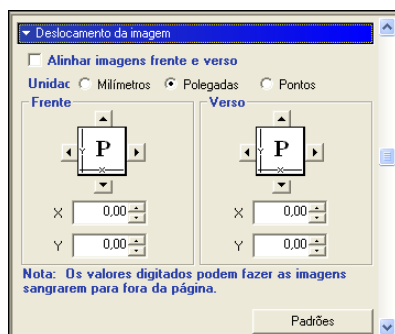 Deslocamento da imagem
Alinhar imagens frente e verso
Unidac Milímetros Polegadas Pontos
Frente Verso
P P
X 0,00 X 0,00
Y 0,00 Y 0,00
Nota: Os valores digitados podem fazer as imagens
sangrarem para fora da página.
Padrões